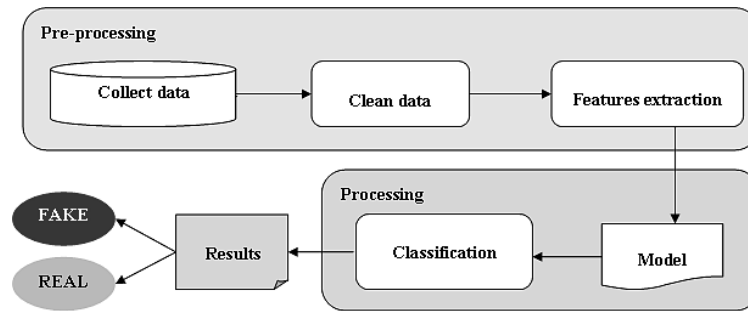 Pre-processing
Collect data
Clean data
Features extraction
Processing
FAKE
Results
Classification
Model
REAL